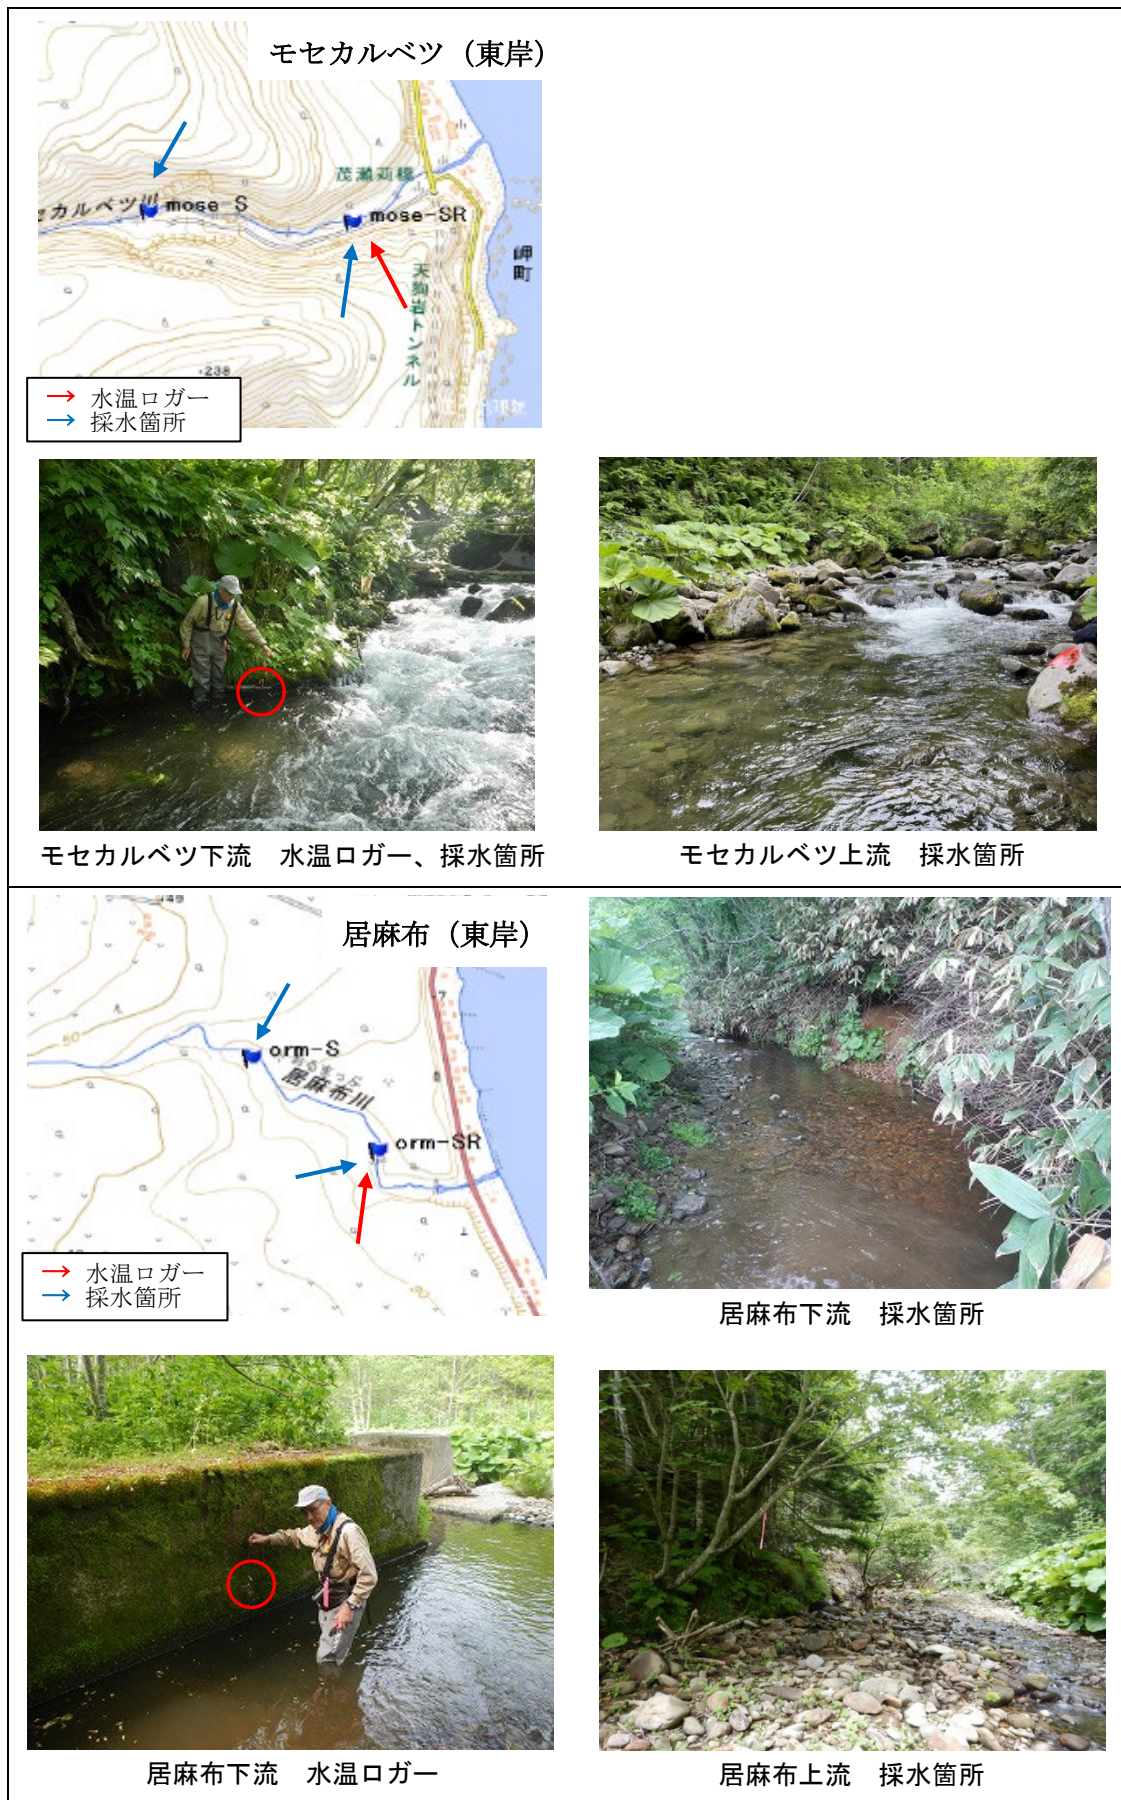 モセカルベツ（東岸）
茂瀬苅橋
カルベツ川
mose-S
mose-SR
岬町
天狗岩トンネル
・238
水温ロガー
採水箇所
モセカルベツ下流　水温ロガー、採水箇所
モセカルベツ上流　採水箇所
居麻布（東岸）
7
80
orm-S
居麻布川
orm-SR
水温ロガー
採水箇所
居麻布下流　採水箇所
居麻布下流　水温ロガー
居麻布上流　採水箇所